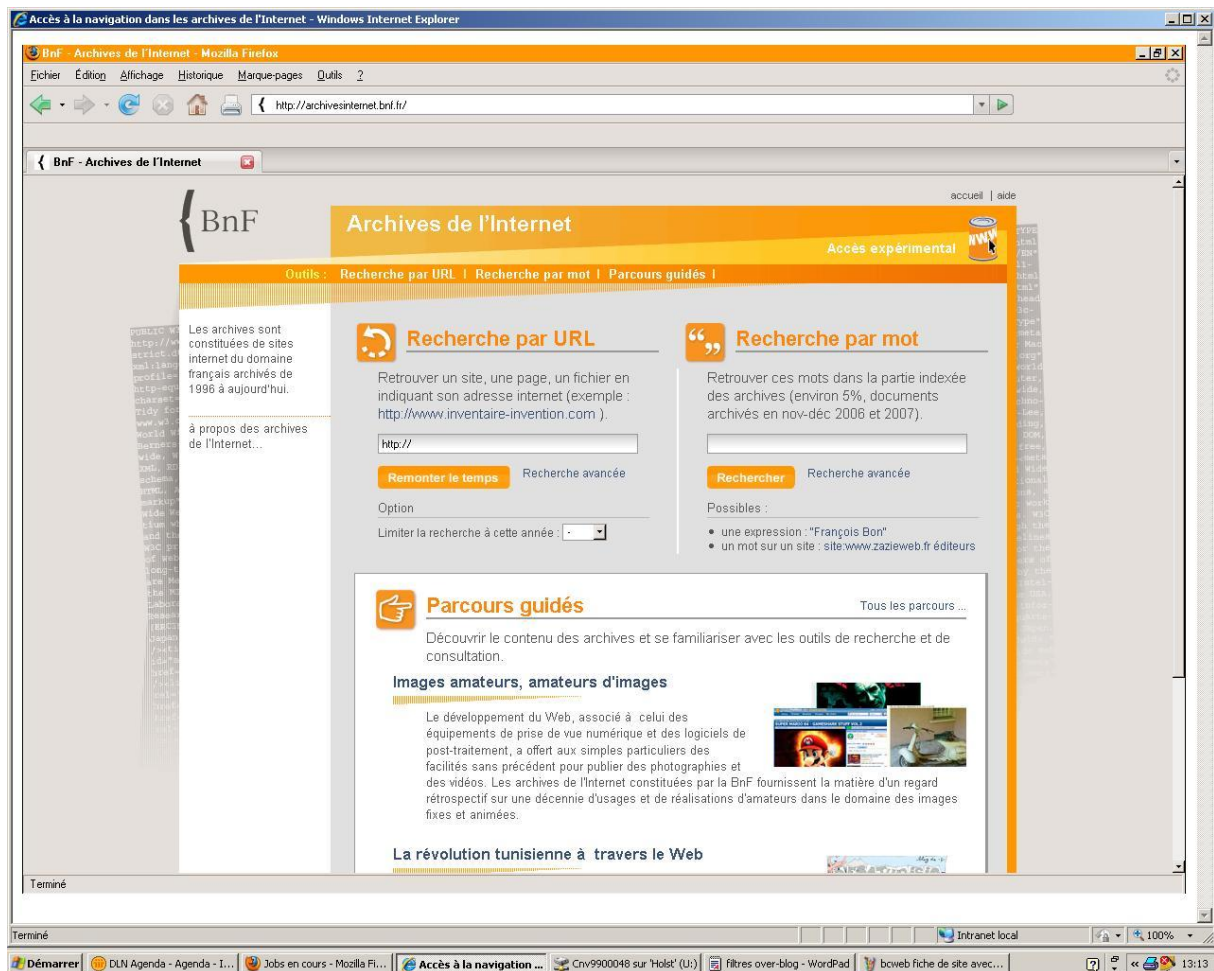 Accès à la navigation dans les archives de l'Internet - Windows Internet Explorer
BnF - Archives de l'Internet - Mozilla Firefox
Fichier Édition Affichage Historique Marque-pages Outils ?
http://archivesinternet.bnf.fr/
BnF - Archives de l'Internet
accueil | aide
BnF
Archives de l'Internet
Accès expérimental
WWW
Outils : Recherche par URL | Recherche par mot | Parcours guidés |
Les archives sont
constituées de sites
internet du domaine
français archivés de
1996 à aujourd'hui.
à propos des archives
de l'Internet...
Recherche par URL
Retrouver un site, une page, un fichier en
indiquant son adresse internet (exemple :
http://www.inventaire-invention.com ).
http://
Remonter le temps Recherche avancée
Option
Limiter la recherche à cette année : -
Recherche par mot
Retrouver ces mots dans la partie indexée
des archives (environ 5%, documents
archivés en nov-déc 2006 et 2007).
Rechercher Recherche avancée
Possibles :
• une expression : "François Bon"
• un mot sur un site : site:www.zazieweb.fr éditeurs
Parcours guidés
Tous les parcours ...
Découvrir le contenu des archives et se familiariser avec les outils de recherche et de
consultation.
Images amateurs, amateurs d'images
Le développement du Web, associé à celui des
équipements de prise de vue numérique et des logiciels de
post-traitement, a offert aux simples particuliers des
facilités sans précédent pour publier des photographies et
des vidéos. Les archives de l'Internet constituées par la BnF fournissent la matière d'un regard
rétrospectif sur une décennie d'usages et de réalisations d'amateurs dans le domaine des images
fixes et animées.
La révolution tunisienne à travers le Web
Terminé
Terminé
Intranet local
100%
Démarrer
DLN Agenda - Agenda - I...
Jobs en cours - Mozilla Fi...
Accès à la navigation ...
Cnv9900048 sur 'Holst' (U:)
filtres over-blog - WordPad
bcweb fiche de site avec...
13:13